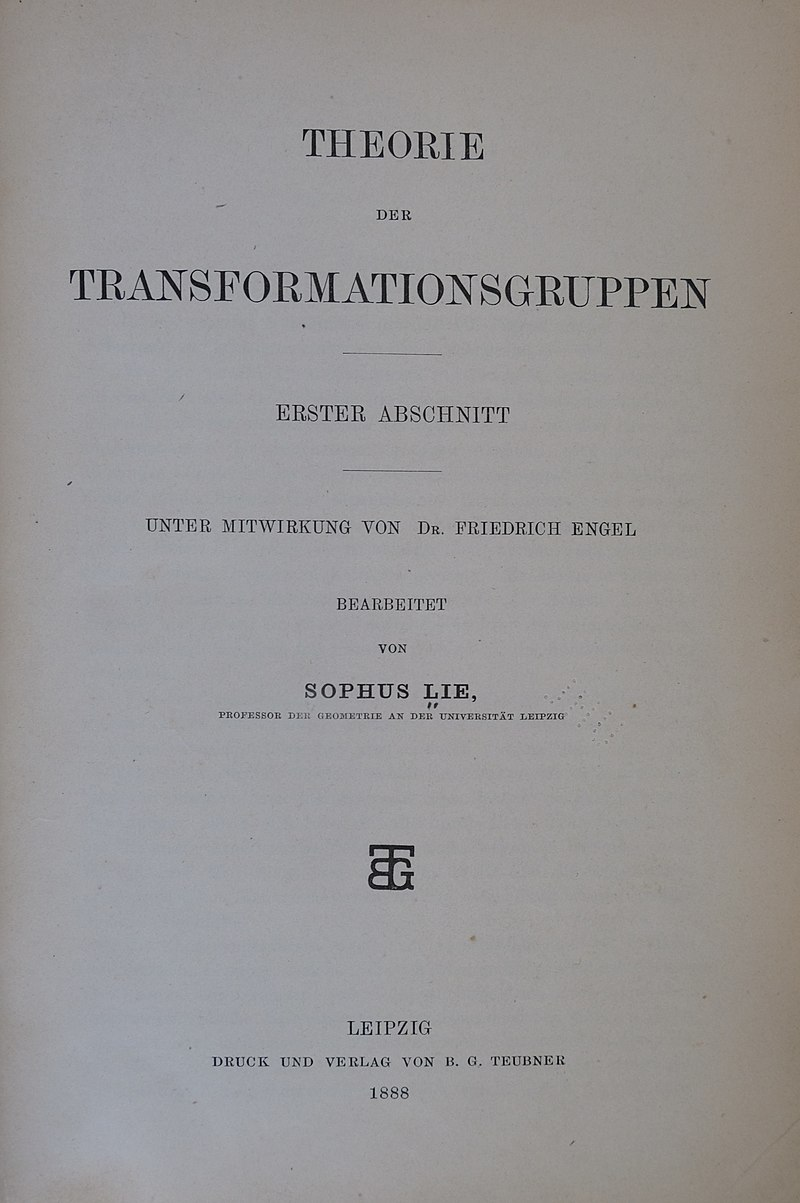 THEORIE
DER
TRANSFORMATIONSGRUPPEN
ERSTER ABSCHNITT
UNTER MITWIRKUNG VON DR. FRIEDRICH ENGEL
BEARBEITET
VON
SOPHUS LIE,
PROFESSOR DER GEOMETRIE AN DER UNIVERSITÄT LEIPZIG
BTG
LEIPZIG
DRUCK UND VERLAG VON B. G. TEUBNER
1888